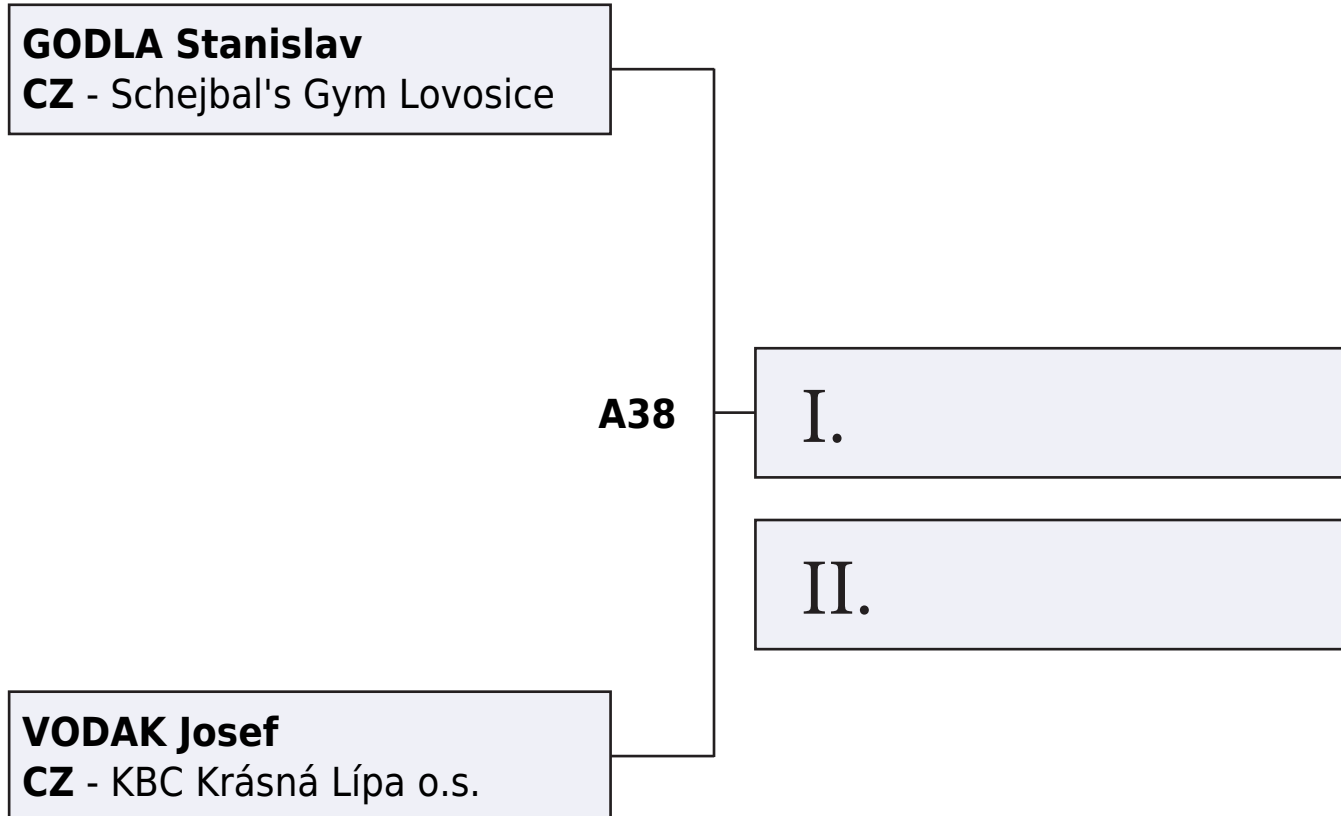 GODLA Stanislav
CZ - Schejbal's Gym Lovosice
A38
I.
II.
VODAK Josef
CZ - KBC Krásná Lípa o.s.